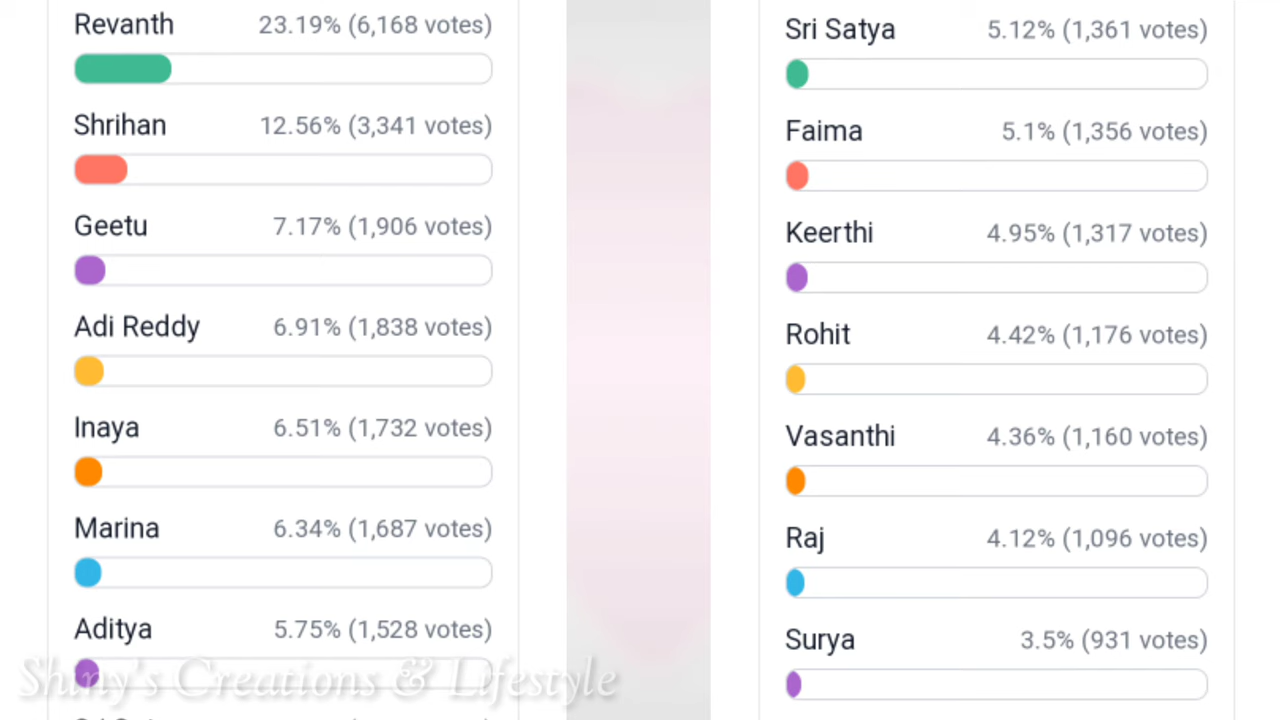 Revanth 23.19% (6,168 votes)
Shrihan 12.56% (3,341 votes)
Geetu 7.17% (1,906 votes)
Adi Reddy 6.91% (1,838 votes)
Inaya 6.51% (1,732 votes)
Marina 6.34% (1,687 votes)
Aditya 5.75% (1,528 votes)
Shiny's Creations & Lifestyle
Sri Satya 5.12% (1,361 votes)
Faima 5.1% (1,356 votes)
Keerthi 4.95% (1,317 votes)
Rohit 4.42% (1,176 votes)
Vasanthi 4.36% (1,160 votes)
Raj 4.12% (1,096 votes)
Surya 3.5% (931 votes)